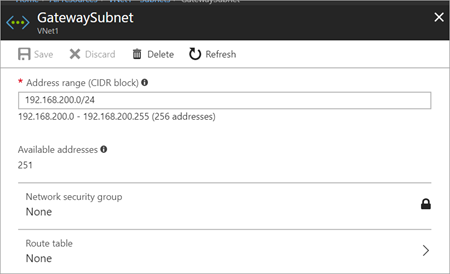 Home > All resources > VNet1 - Subnets > GatewaySubnet
GatewaySubnet
VNet1
Save Discard Delete Refresh
* Address range (CIDR block)
192.168.200.0/24
192.168.200.0 - 192.168.200.255 (256 addresses)
Available addresses
251
Network security group
None
Route table
None